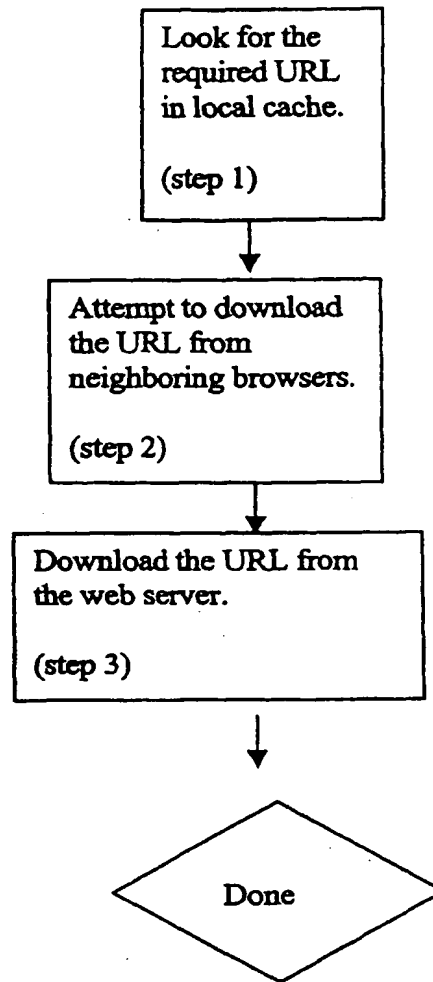 Look for the
required URL
in local cache.
(step 1)
Attempt to download
the URL from
neighboring browsers.
(step 2)
Download the URL from
the web server.
(step 3)
Done